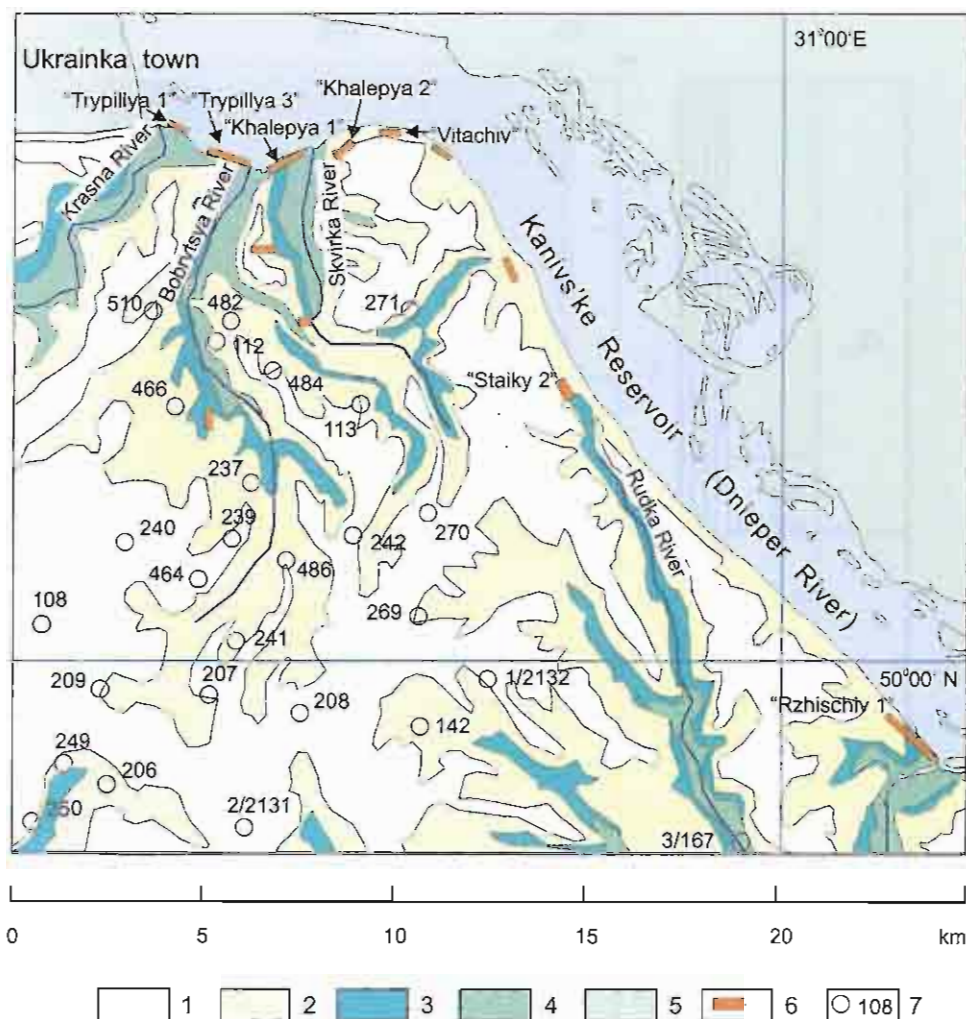 31°00' E
Ukrainka town
"Trypiliya 1"
"Trypillya 3"
"Khalepya 1"
"Khalepya 2"
"Vitachiv"
Krasna River
Bobrytsya River
Skvirka River
Kanivs'ke Reservoir
(Dnieper River)
510
482
271
112
484
"Staiky 2"
466
113
237
Rudka River
240
239
242
270
464
486
108
269
241
50°00' N
209
207
1/2132
208
"Rzhischiv 1"
142
249
206
250
2/2131
3/167
0 5 10 15 20 km
1 2 3 4 5 6 108 7